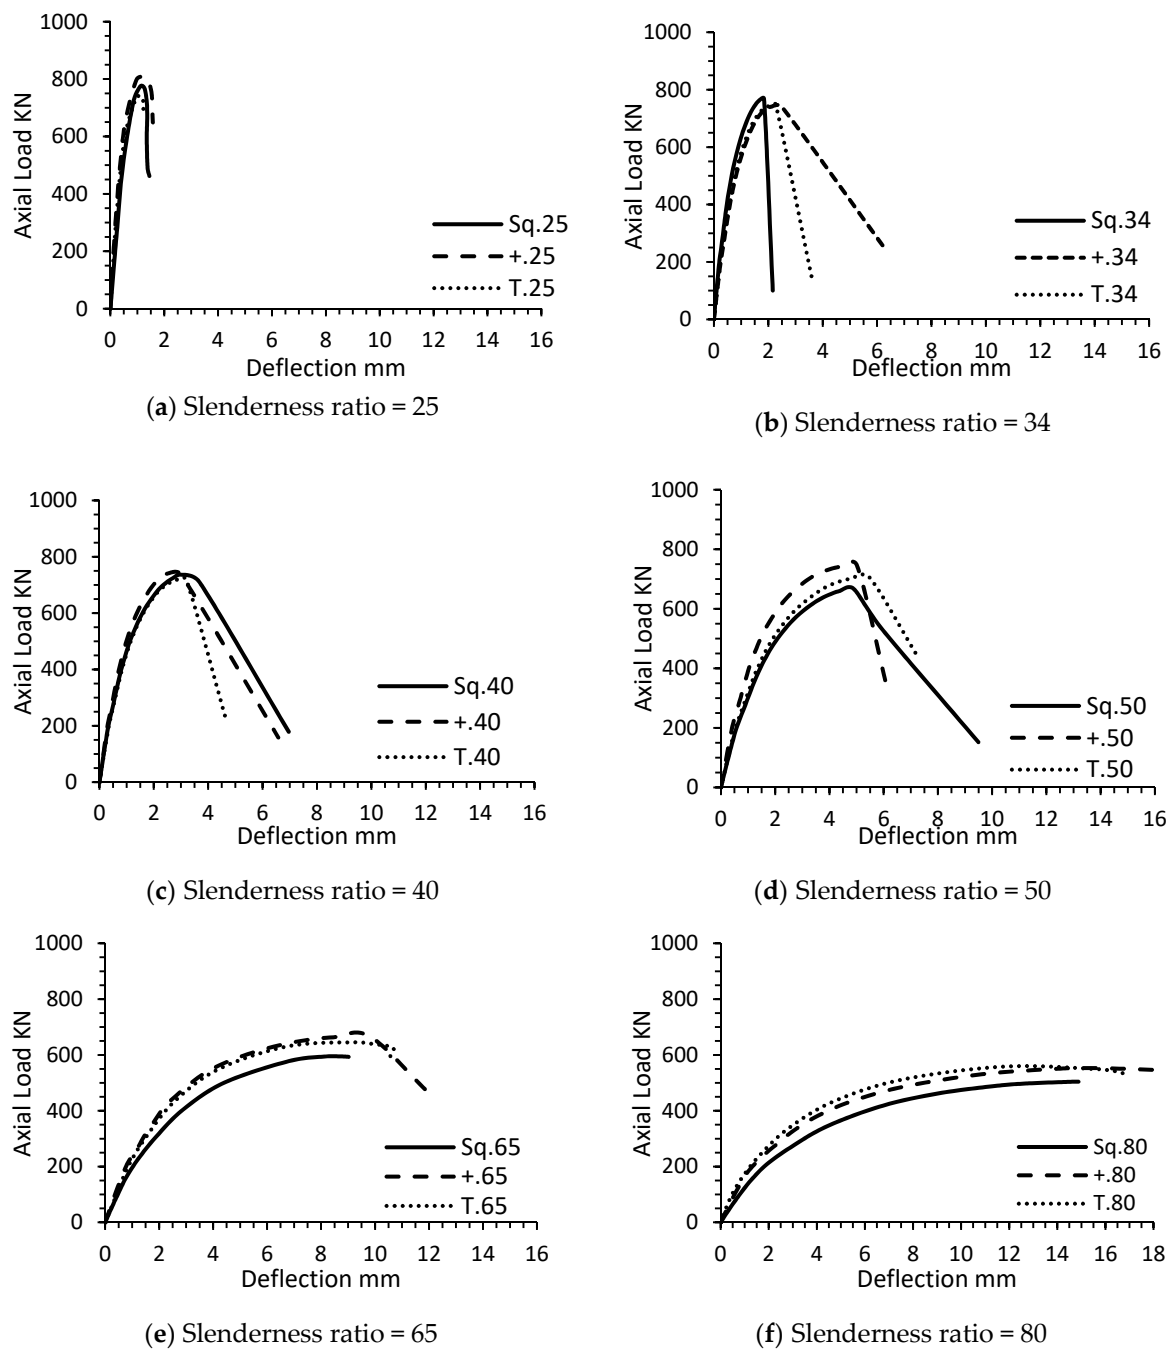 1000
800
600
400
200
0
Axial Load KN
Sq.25
+.25
T.25
0 2 4 6 8 10 12 14 16
Deflection mm
(a) Slenderness ratio = 25
1000
800
600
400
200
0
Axial Load KN
Sq.34
+.34
T.34
0 2 4 6 8 10 12 14 16
Deflection mm
(b) Slenderness ratio = 34
1000
800
600
400
200
0
Axial Load KN
Sq.40
+.40
T.40
0 2 4 6 8 10 12 14 16
Deflection mm
(c) Slenderness ratio = 40
1000
800
600
400
200
0
Axial Load KN
Sq.50
+.50
T.50
0 2 4 6 8 10 12 14 16
Deflection mm
(d) Slenderness ratio = 50
1000
800
600
400
200
0
Axial Load KN
Sq.65
+.65
T.65
0 2 4 6 8 10 12 14 16
Deflection mm
(e) Slenderness ratio = 65
1000
800
600
400
200
0
Axial Load KN
Sq.80
+.80
T.80
0 2 4 6 8 10 12 14 16 18
Deflection mm
(f) Slenderness ratio = 80